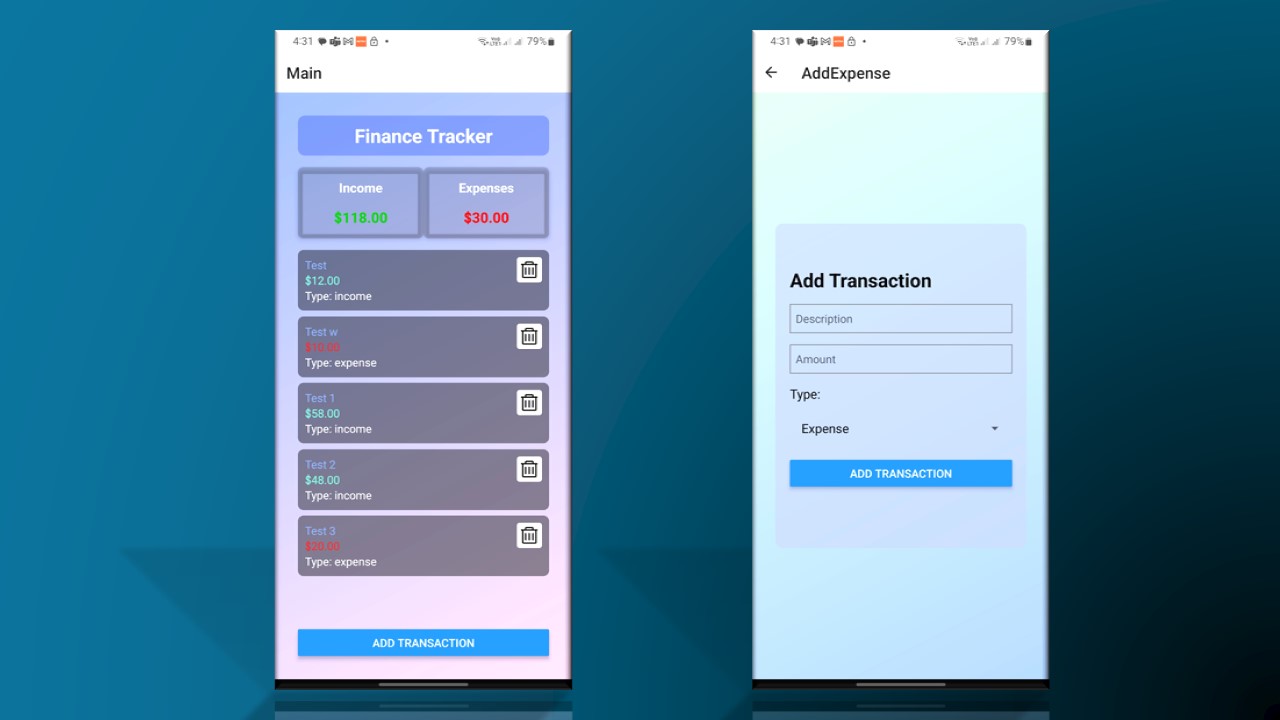 4:31
79%
Main
Finance Tracker
Income
Expenses
$118.00
$30.00
Test
$12.00
Type: income
Test w
$10.00
Type: expense
Test 1
$58.00
Type: income
Test 2
$48.00
Type: income
Test 3
$20.00
Type: expense
ADD TRANSACTION
4:31
79%
AddExpense
Add Transaction
Description
Amount
Type:
Expense
ADD TRANSACTION